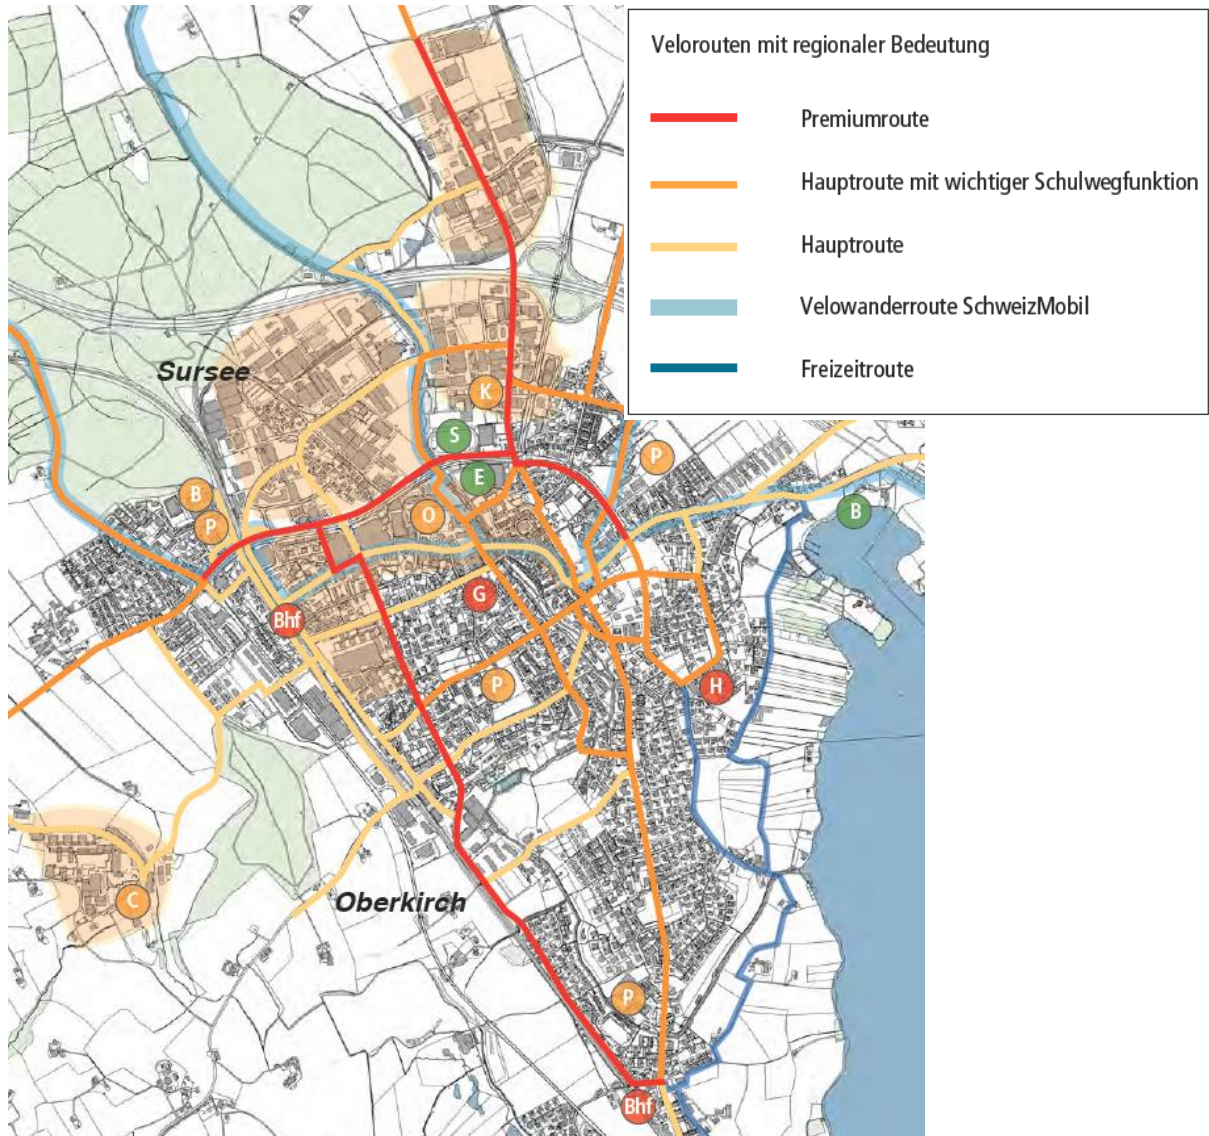 Velorouten mit regionaler Bedeutung
Premiumroute
Hauptroute mit wichtiger Schulwegfunktion
Hauptroute
Velowanderroute SchweizMobil
Freizeitroute
Sursee
K
S
E
P
B
P
O
B
G
Bhf
P
H
C
Oberkirch
P
Bhf